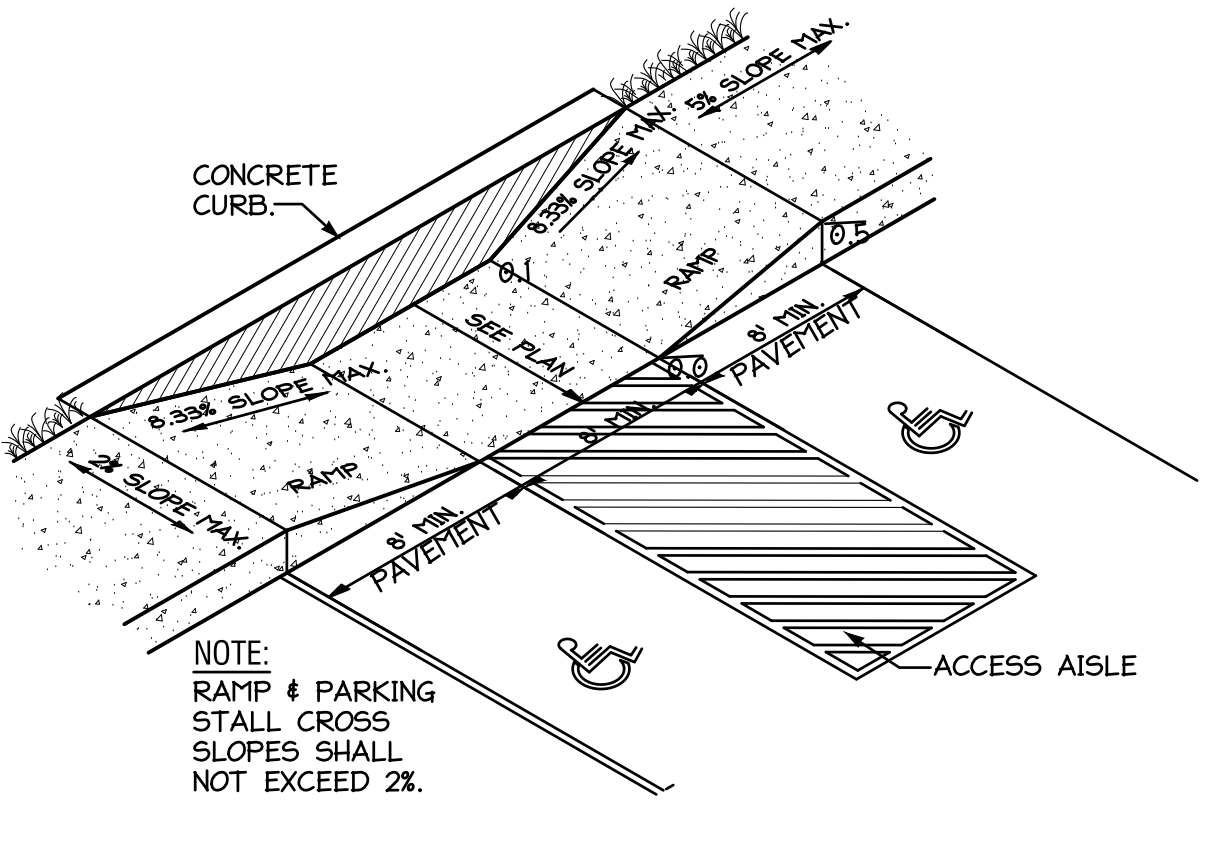 5% SLOPE MAX.
8.33% SLOPE MAX.
CONCRETE
CURB.
0.5
RAMP
0.1
8' MIN.
PAVEMENT
SEE PLAN
0.0
8.33% SLOPE MAX.
8' MIN.
2% SLOPE MAX.
RAMP
8' MIN.
PAVEMENT
NOTE:
RAMP & PARKING
STALL CROSS
SLOPES SHALL
NOT EXCEED 2%.
ACCESS AISLE